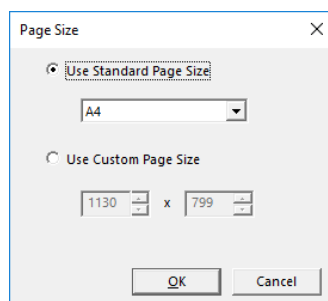 Page Size
Use Standard Page Size
A4
Use Custom Page Size
1130 x 799
OK Cancel